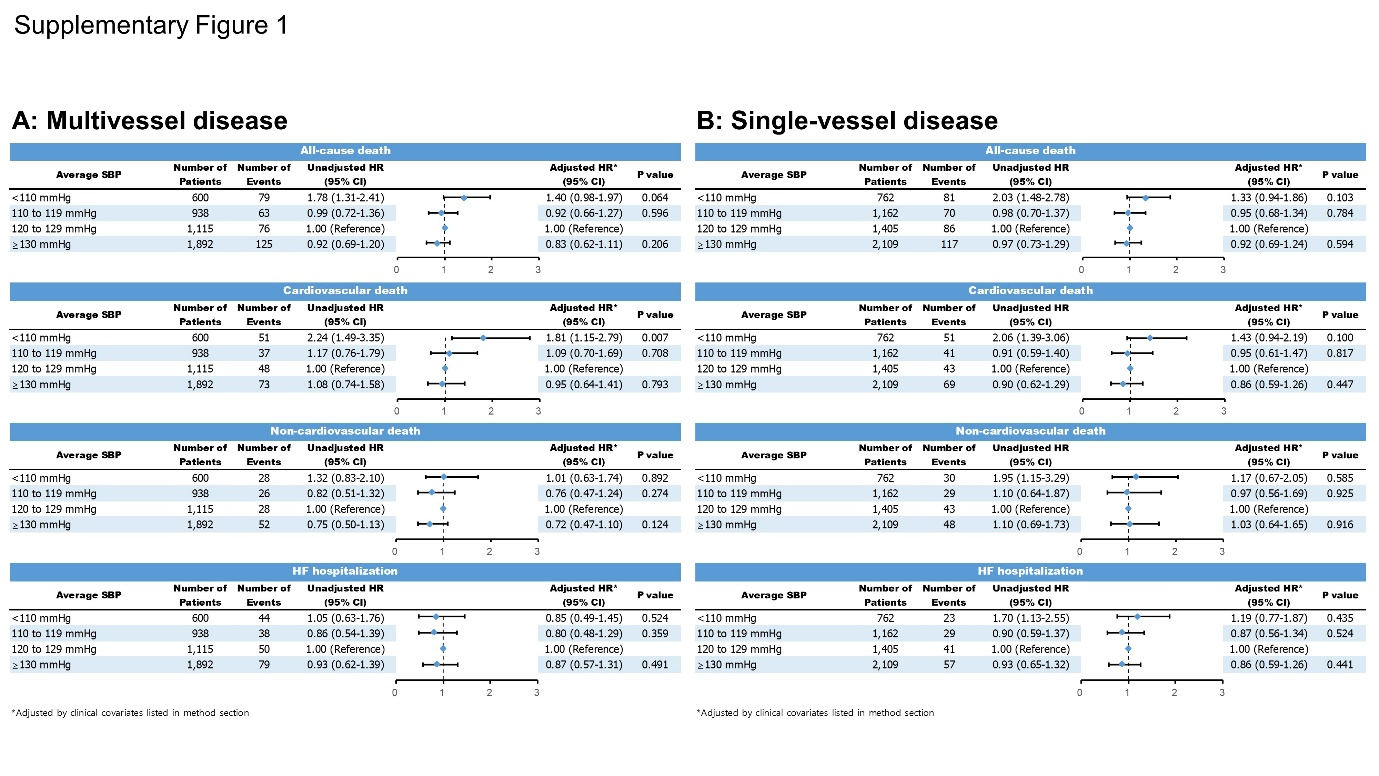 Supplementary Figure 1
A: Multivessel disease
All-cause death
Average SBP Number of Patients Number of Events Unadjusted HR (95% CI) Adjusted HR* (95% CI) P value
<110 mmHg 600 79 1.78 (1.31-2.41) 1.40 (0.98-1.97) 0.064
110 to 119 mmHg 938 63 0.99 (0.72-1.36) 0.92 (0.66-1.27) 0.596
120 to 129 mmHg 1,115 76 1.00 (Reference) 1.00 (Reference)
≥130 mmHg 1,892 125 0.92 (0.69-1.20) 0.83 (0.62-1.11) 0.206
0 1 2 3
Cardiovascular death
Average SBP Number of Patients Number of Events Unadjusted HR (95% CI) Adjusted HR* (95% CI) P value
<110 mmHg 600 51 2.24 (1.49-3.35) 1.81 (1.15-2.79) 0.007
110 to 119 mmHg 938 37 1.17 (0.76-1.79) 1.09 (0.70-1.69) 0.708
120 to 129 mmHg 1,115 48 1.00 (Reference) 1.00 (Reference)
≥130 mmHg 1,892 73 1.08 (0.74-1.58) 0.95 (0.64-1.41) 0.793
0 1 2 3
Non-cardiovascular death
Average SBP Number of Patients Number of Events Unadjusted HR (95% CI) Adjusted HR* (95% CI) P value
<110 mmHg 600 28 1.32 (0.83-2.10) 1.01 (0.63-1.74) 0.892
110 to 119 mmHg 938 26 0.82 (0.51-1.32) 0.76 (0.47-1.24) 0.274
120 to 129 mmHg 1,115 28 1.00 (Reference) 1.00 (Reference)
≥130 mmHg 1,892 52 0.75 (0.50-1.13) 0.72 (0.47-1.10) 0.124
0 1 2 3
HF hospitalization
Average SBP Number of Patients Number of Events Unadjusted HR (95% CI) Adjusted HR* (95% CI) P value
<110 mmHg 600 44 1.05 (0.63-1.76) 0.85 (0.49-1.45) 0.524
110 to 119 mmHg 938 38 0.86 (0.54-1.39) 0.80 (0.48-1.29) 0.359
120 to 129 mmHg 1,115 50 1.00 (Reference) 1.00 (Reference)
≥130 mmHg 1,892 79 0.93 (0.62-1.39) 0.87 (0.57-1.31) 0.491
0 1 2 3
*Adjusted by clinical covariates listed in method section
B: Single-vessel disease
All-cause death
Average SBP Number of Patients Number of Events Unadjusted HR (95% CI) Adjusted HR* (95% CI) P value
<110 mmHg 762 81 2.03 (1.48-2.78) 1.33 (0.94-1.86) 0.103
110 to 119 mmHg 1,162 70 0.98 (0.70-1.37) 0.95 (0.68-1.34) 0.784
120 to 129 mmHg 1,405 86 1.00 (Reference) 1.00 (Reference)
≥130 mmHg 2,109 117 0.97 (0.73-1.29) 0.92 (0.69-1.24) 0.594
0 1 2 3
Cardiovascular death
Average SBP Number of Patients Number of Events Unadjusted HR (95% CI) Adjusted HR* (95% CI) P value
<110 mmHg 762 51 2.06 (1.39-3.06) 1.43 (0.94-2.19) 0.100
110 to 119 mmHg 1,162 41 0.91 (0.59-1.40) 0.95 (0.61-1.47) 0.817
120 to 129 mmHg 1,405 43 1.00 (Reference) 1.00 (Reference)
≥130 mmHg 2,109 69 0.90 (0.62-1.29) 0.86 (0.59-1.26) 0.447
0 1 2 3
Non-cardiovascular death
Average SBP Number of Patients Number of Events Unadjusted HR (95% CI) Adjusted HR* (95% CI) P value
<110 mmHg 762 30 1.95 (1.15-3.29) 1.17 (0.67-2.05) 0.585
110 to 119 mmHg 1,162 29 1.10 (0.64-1.87) 0.97 (0.56-1.69) 0.925
120 to 129 mmHg 1,405 43 1.00 (Reference) 1.00 (Reference)
≥130 mmHg 2,109 48 1.10 (0.69-1.73) 1.03 (0.64-1.65) 0.916
0 1 2 3
HF hospitalization
Average SBP Number of Patients Number of Events Unadjusted HR (95% CI) Adjusted HR* (95% CI) P value
<110 mmHg 762 23 1.70 (1.13-2.55) 1.19 (0.77-1.87) 0.435
110 to 119 mmHg 1,162 29 0.90 (0.59-1.37) 0.87 (0.56-1.34) 0.524
120 to 129 mmHg 1,405 41 1.00 (Reference) 1.00 (Reference)
≥130 mmHg 2,109 57 0.93 (0.65-1.32) 0.86 (0.59-1.26) 0.441
0 1 2 3
*Adjusted by clinical covariates listed in method section